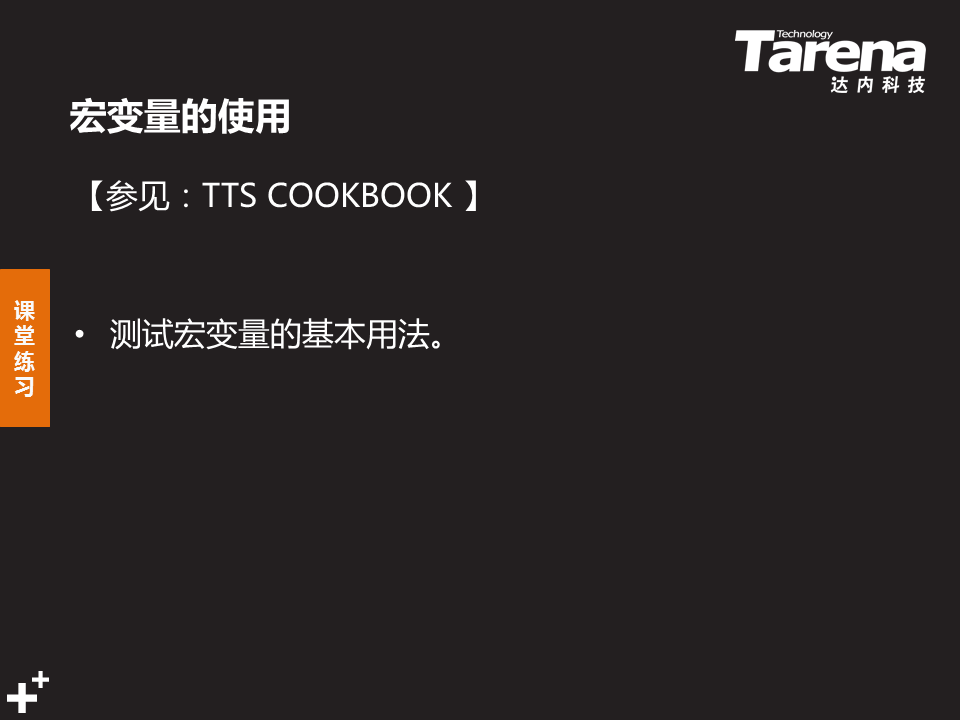 Technology
Tarena
达内科技
宏变量的使用
【参见：TTS COOKBOOK 】
课堂练习
• 测试宏变量的基本用法。